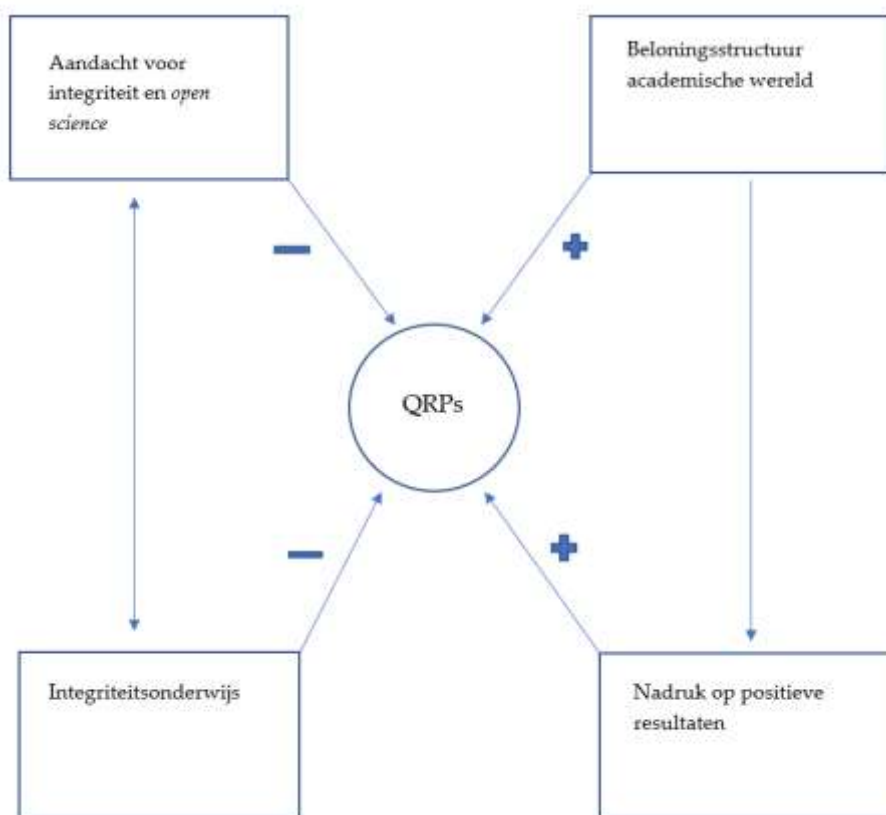 Aandacht voor
integriteit en open
science
Beloningsstructuur
academische wereld
−
+
QRPs
−
+
Integriteitsonderwijs
Nadruk op positieve
resultaten